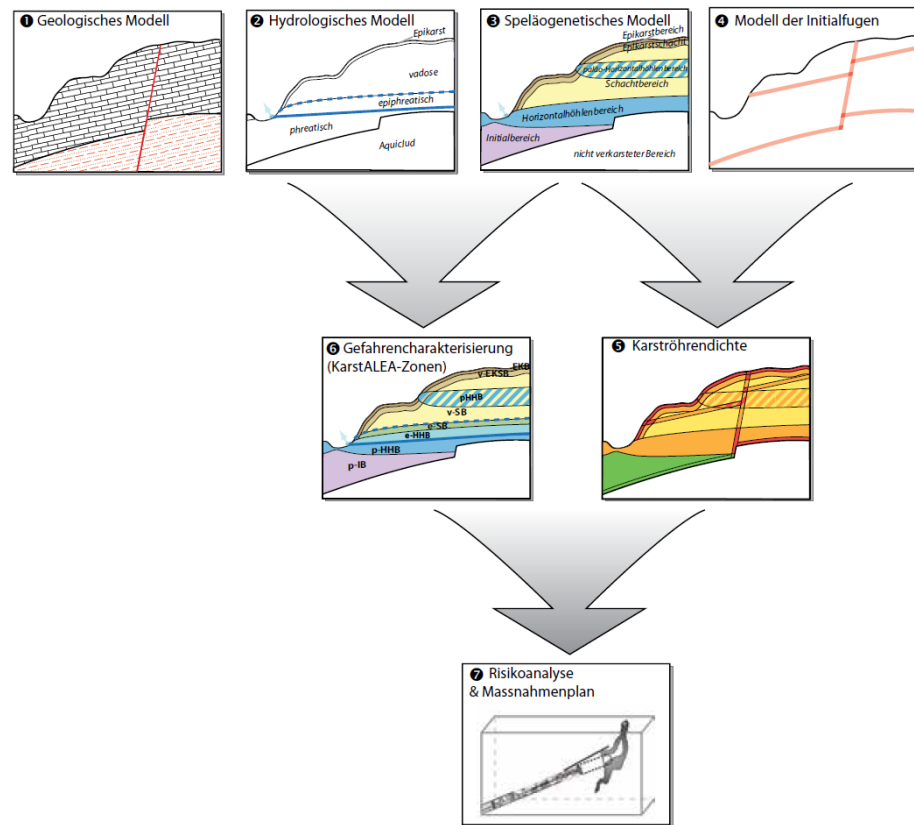 ❶ Geologisches Modell
❷ Hydrologisches Modell
Epikarst
vadose
epiphreatisch
phreatisch
Aquiclud
❸ Speläogenetisches Modell
Epikarstbereich
Epikarstschacht
paläo-Horizontalhöhlenbereich
Schachtbereich
Horizontalhöhlenbereich
Initialbereich
nicht verkarsteter Bereich
❹ Modell der Initialfugen
❻ Gefahrencharakterisierung
(KarstALEA-Zonen)
EKB
v-EKSB
pHHB
v-SB
e-SB
e-HHB
p-HHB
p-IB
❺ Karströhrendichte
❼ Risikoanalyse
& Massnahmenplan